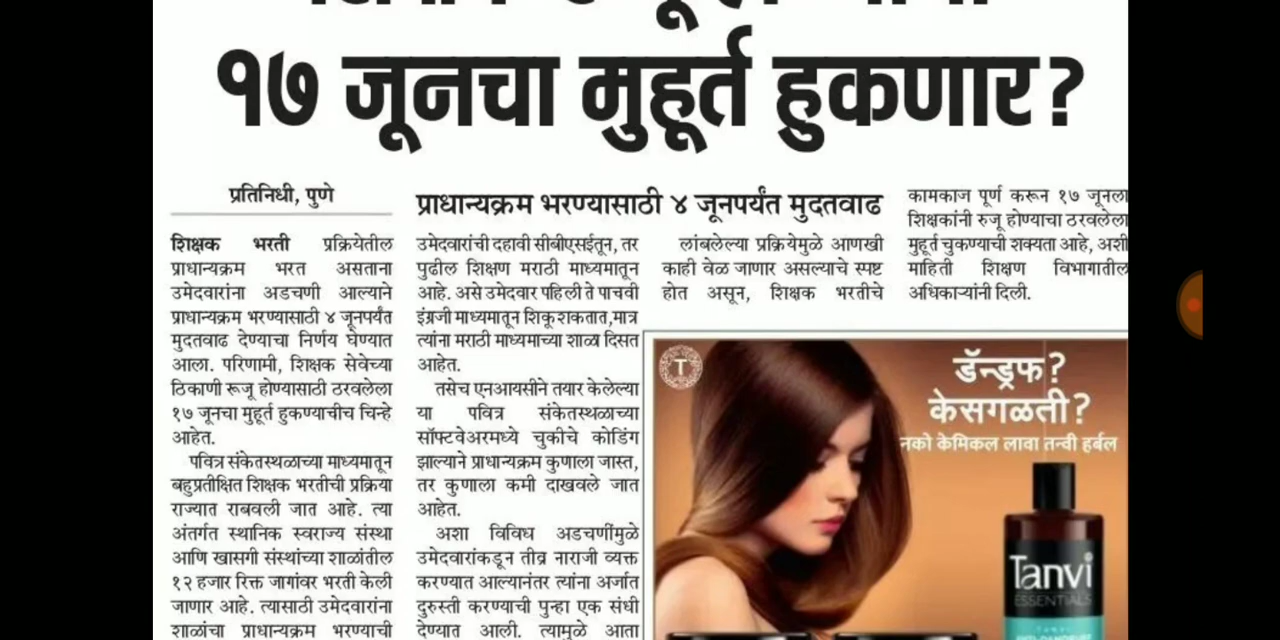 १७ जूनचा मुहूर्त हुकणार?
प्रतिनिधी, पुणे
शिक्षक भरती प्रक्रियेतील
प्राधान्यक्रम भरत असताना
उमेदवारांना अडचणी आल्याने
प्राधान्यक्रम भरण्यासाठी ४ जूनपर्यंत
मुदतवाढ देण्याचा निर्णय घेण्यात
आला. परिणामी, शिक्षक सेवेच्या
ठिकाणी रूजू होण्यासाठी ठरवलेला
१७ जूनचा मुहूर्त हुकण्याचीच चिन्हे
आहेत.
पवित्र संकेतस्थळाच्या माध्यमातून
बहुप्रतीक्षित शिक्षक भरतीची प्रक्रिया
राज्यात राबवली जात आहे. त्या
अंतर्गत स्थानिक स्वराज्य संस्था
आणि खासगी संस्थांच्या शाळांतील
१२ हजार रिक्त जागांवर भरती केली
जाणार आहे. त्यासाठी उमेदवारांना
शाळांचा प्राधान्यक्रम भरण्याची
प्राधान्यक्रम भरण्यासाठी ४ जूनपर्यंत मुदतवाढ
उमेदवारांची दहावी सीबीएसईतून, तर
पुढील शिक्षण मराठी माध्यमातून
आहे. असे उमेदवार पहिली ते पाचवी
इंग्रजी माध्यमातून शिकू शकतात,मात्र
त्यांना मराठी माध्यमाच्या शाळा दिसत
आहेत.
तसेच एनआयसीने तयार केलेल्या
या पवित्र संकेतस्थळाच्या
सॉफ्टवेअरमध्ये चुकीचे कोडिंग
झाल्याने प्राधान्यक्रम कुणाला जास्त,
तर कुणाला कमी दाखवले जात
आहेत.
अशा विविध अडचणींमुळे
उमेदवारांकडून तीव्र नाराजी व्यक्त
करण्यात आल्यानंतर त्यांना अर्जात
दुरुस्ती करण्याची पुन्हा एक संधी
देण्यात आली. त्यामुळे आता
लांबलेल्या प्रक्रियेमुळे आणखी
काही वेळ जाणार असल्याचे स्पष्ट
होत असून, शिक्षक भरतीचे
कामकाज पूर्ण करून १७ जूनला
शिक्षकांनी रुजू होण्याचा ठरवलेला
मुहूर्त चुकण्याची शक्यता आहे, अशी
माहिती शिक्षण विभागातील
अधिकाऱ्यांनी दिली.
T
डॅन्ड्रफ?
केसगळती?
नको केमिकल लावा तन्वी हर्बल
Tanvi
ESSENTIALS